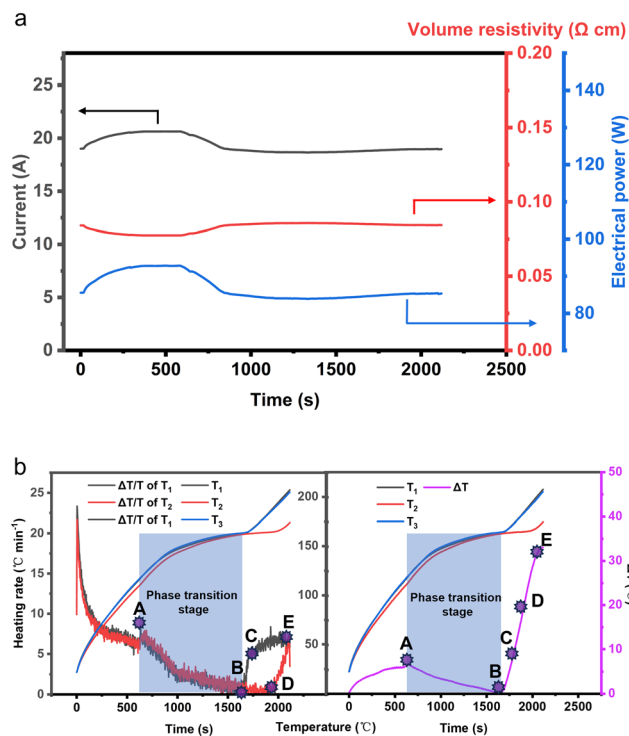 a
Volume resistivity (Ω cm)
25
20
15
10
5
0
Current (A)
0.20
0.15
0.10
0.05
0.00
140
120
100
80
Electrical power (W)
0
500
1000
1500
2000
2500
Time (s)
b
25
20
15
10
5
0
Heating rate (℃ min⁻¹)
ΔT/T of T₁
T₁
ΔT/T of T₂
T₂
ΔT/T of T₁
T₃
Phase transition
stage
A
B
C
D
E
0
500
1000
1500
2000
Time (s)
Temperature (℃)
200
150
100
50
0
T₁
ΔT
T₂
T₃
Phase transition
stage
A
B
C
D
E
50
40
30
20
10
0
0
500
1000
1500
2000
2500
Time (s)